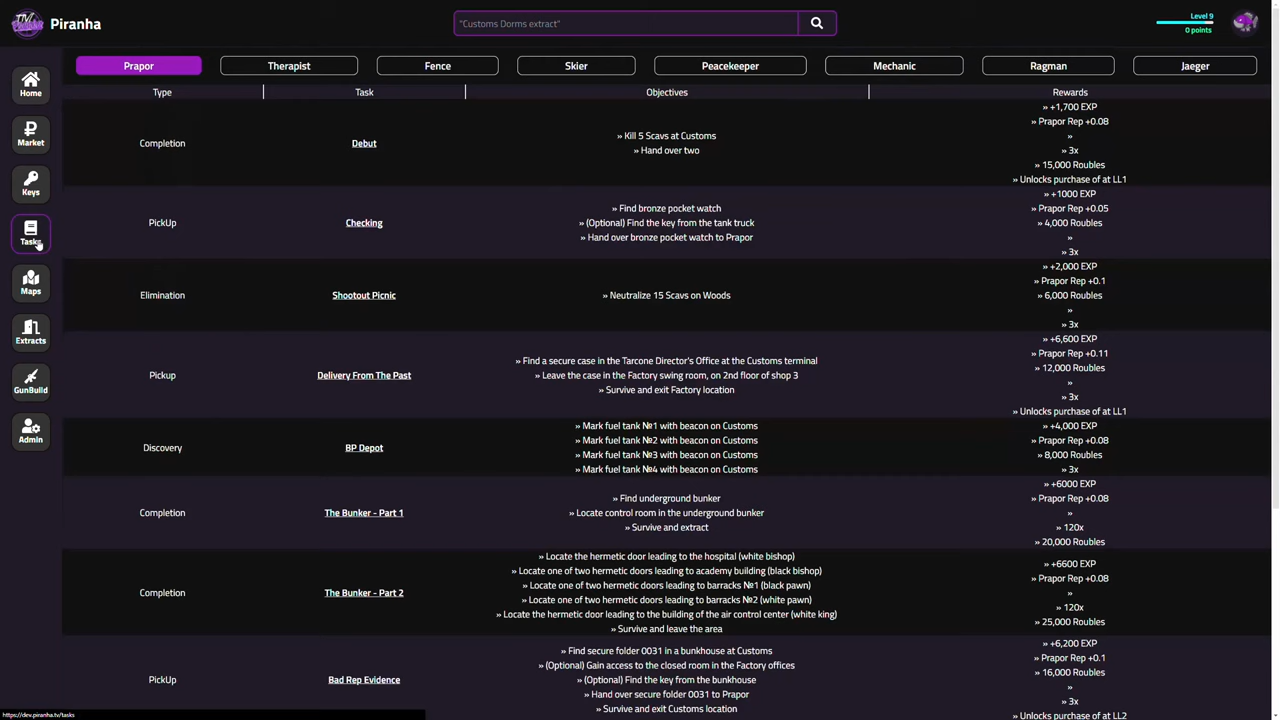 Piranha
"Customs Dorms extract"
Level 9
0 points
Home
Market
Keys
Tasks
Maps
Extracts
GunBuild
Admin
Prapor Therapist Fence Skier Peacekeeper Mechanic Ragman Jaeger
Type Task Objectives Rewards
Completion
Debut
» Kill 5 Scavs at Customs
» Hand over two
» +1,700 EXP
» Prapor Rep +0.08
»
» 3x
» 15,000 Roubles
» Unlocks purchase of at LL1
PickUp
Checking
» Find bronze pocket watch
» (Optional) Find the key from the tank truck
» Hand over bronze pocket watch to Prapor
» +1000 EXP
» Prapor Rep +0.05
» 4,000 Roubles
»
» 3x
Elimination
Shootout Picnic
» Neutralize 15 Scavs on Woods
» +2,000 EXP
» Prapor Rep +0.1
» 6,000 Roubles
»
» 3x
Pickup
Delivery From The Past
» Find a secure case in the Tarcone Director's Office at the Customs terminal
» Leave the case in the Factory swing room, on 2nd floor of shop 3
» Survive and exit Factory location
» +6,600 EXP
» Prapor Rep +0.11
» 12,000 Roubles
»
» 3x
» Unlocks purchase of at LL1
Discovery
BP Depot
» Mark fuel tank №1 with beacon on Customs
» Mark fuel tank №2 with beacon on Customs
» Mark fuel tank №3 with beacon on Customs
» Mark fuel tank №4 with beacon on Customs
» +4,000 EXP
» Prapor Rep +0.08
» 8,000 Roubles
» 3x
Completion
The Bunker - Part 1
» Find underground bunker
» Locate control room in the underground bunker
» Survive and extract
» +6000 EXP
» Prapor Rep +0.08
»
» 120x
» 20,000 Roubles
Completion
The Bunker - Part 2
» Locate the hermetic door leading to the hospital (white bishop)
» Locate one of two hermetic doors leading to academy building (black bishop)
» Locate one of two hermetic doors leading to barracks №1 (black pawn)
» Locate one of two hermetic doors leading to barracks №2 (white pawn)
» Locate the hermetic door leading to the building of the air control center (white king)
» Survive and leave the area
» +6600 EXP
» Prapor Rep +0.08
»
» 120x
» 25,000 Roubles
PickUp
Bad Rep Evidence
» Find secure folder 0031 in a bunkhouse at Customs
» (Optional) Gain access to the closed room in the Factory offices
» (Optional) Find the key from the bunkhouse
» Hand over secure folder 0031 to Prapor
» Survive and exit Customs location
» +6,200 EXP
» Prapor Rep +0.1
» 16,000 Roubles
»
» 3x
» Unlocks purchase of at LL2
https://dev.piranha.tv/tasks